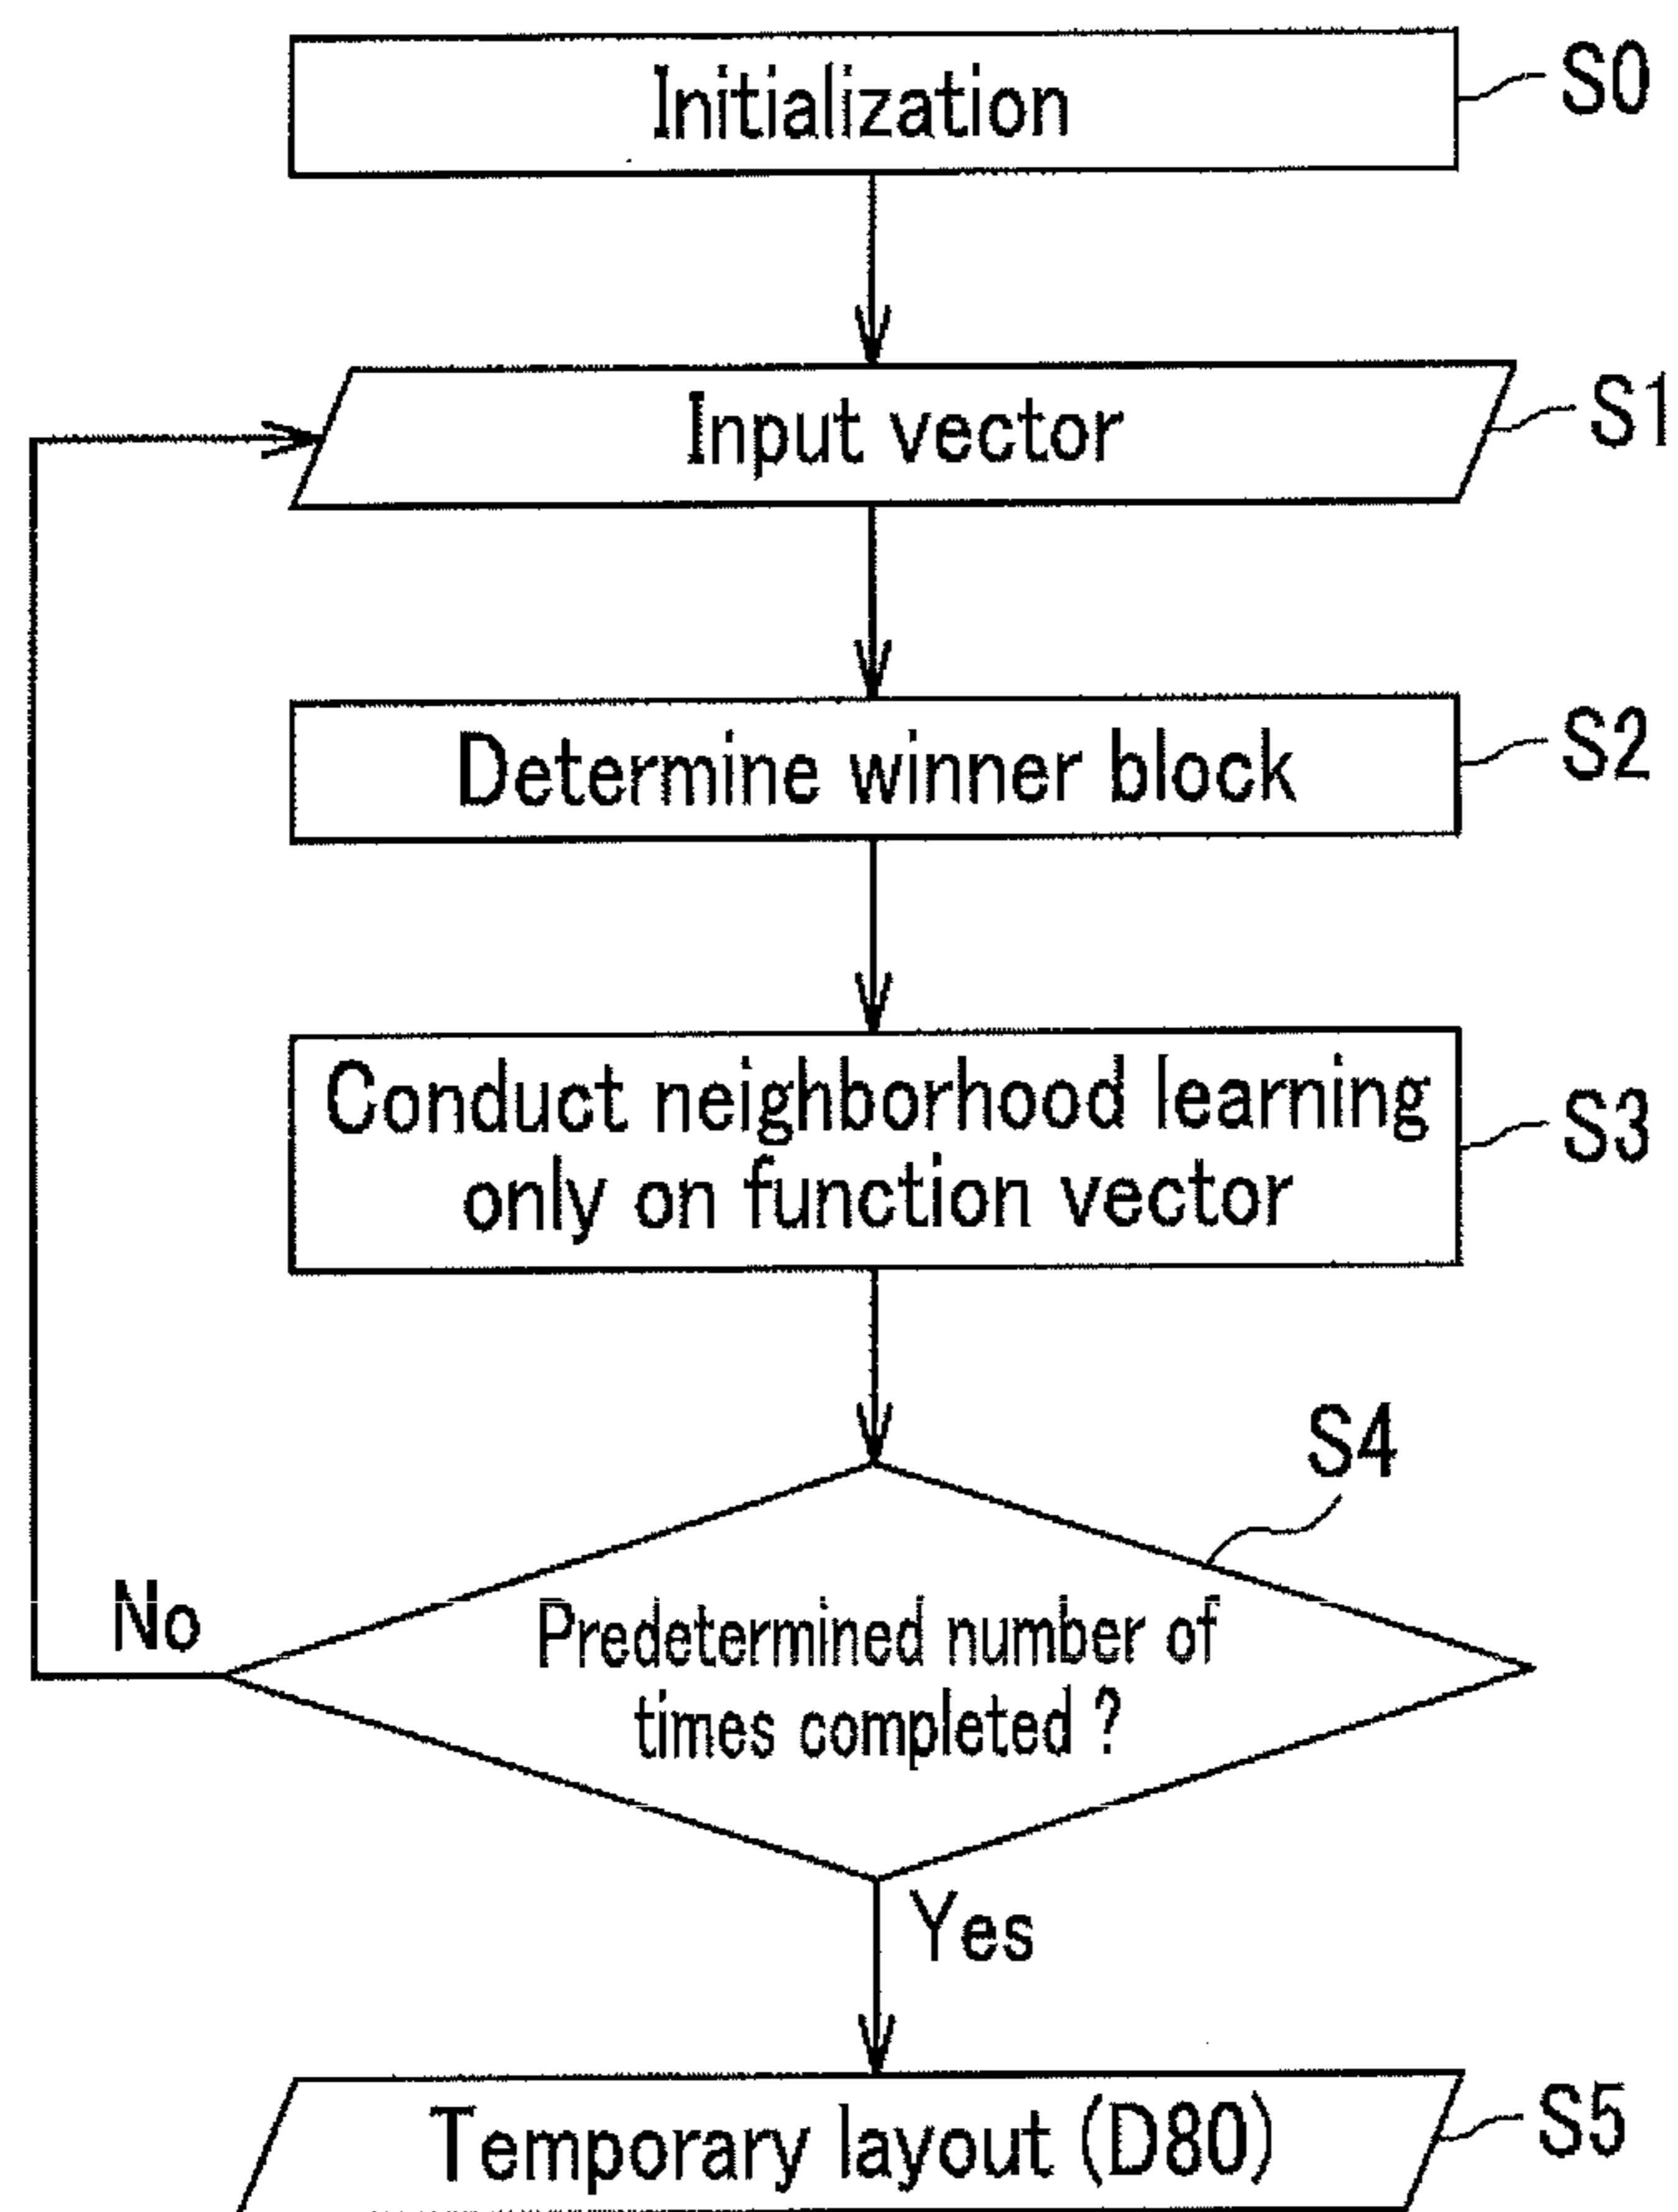 Initialization
S0
Input vector
S1
Determine winner block
S2
Conduct neighborhood learning
only on function vector
S3
S4
Predetermined number of
times completed ?
No
Yes
Temporary layout (D80)
S5